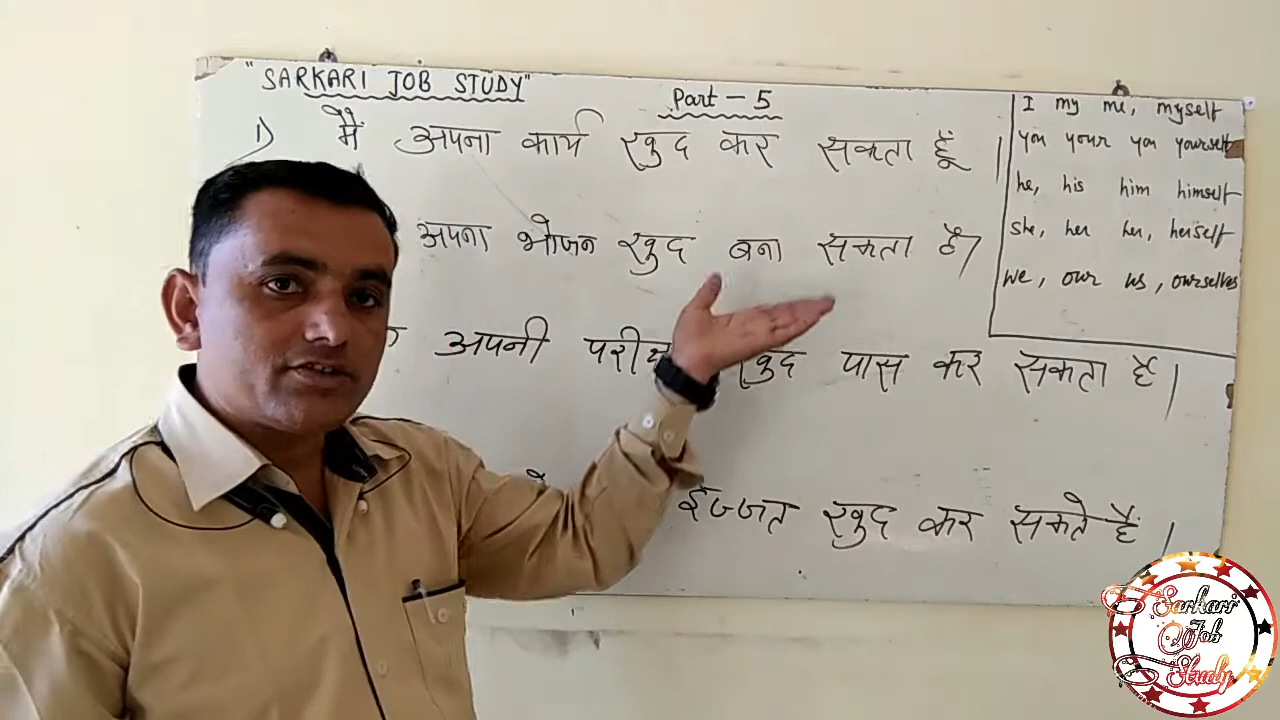 "SARKARI JOB STUDY"
Part - 5
1) मैं अपना कार्य खुद कर सकता हूँ।
अपना भोजन खुद बना सकता है।
अपनी खुद पास कर सकता है।
इज्जत खुद कर सकते हैं।
I my me, myself
you your you yourself
he, his him himself
she, her her, herself
we, our us, ourselves
Sarkari
Job
Study